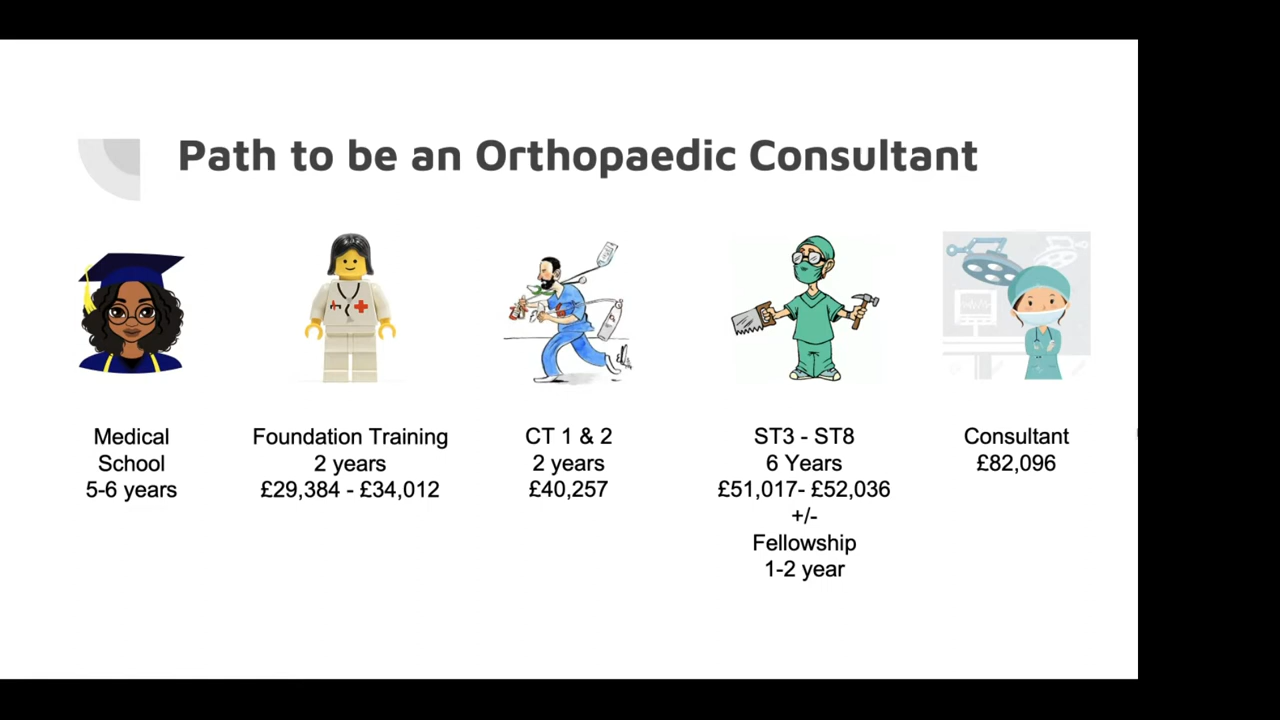 Path to be an Orthopaedic Consultant
Medical
School
5-6 years
Foundation Training
2 years
£29,384 - £34,012
CT 1 & 2
2 years
£40,257
ST3 - ST8
6 Years
£51,017- £52,036
+/-
Fellowship
1-2 year
Consultant
£82,096